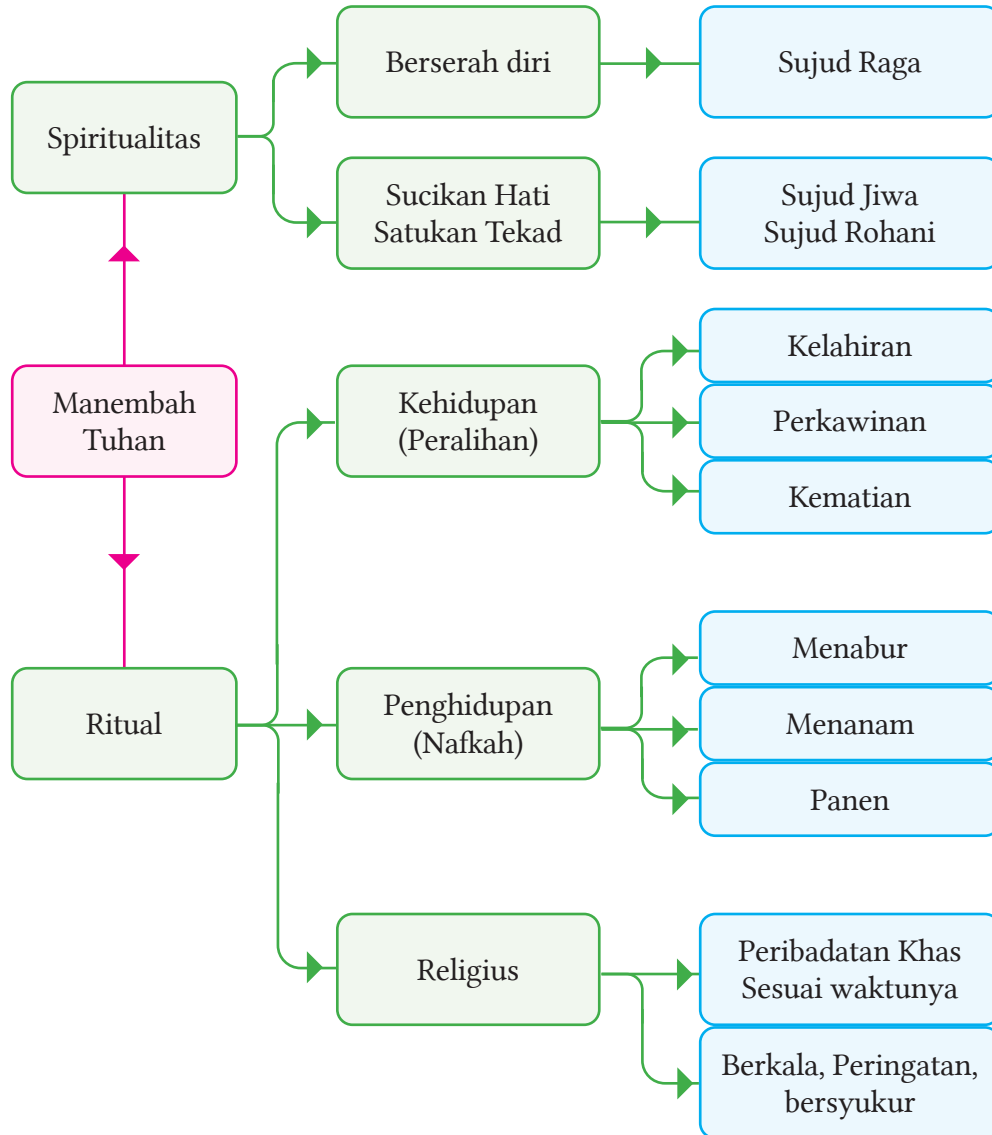 Berserah diri
Sujud Raga
Spiritualitas
Sucikan Hati
Satukan Tekad
Sujud Jiwa
Sujud Rohani
Manembah
Tuhan
Kehidupan
(Peralihan)
Kelahiran
Perkawinan
Kematian
Ritual
Penghidupan
(Nafkah)
Menabur
Menanam
Panen
Religius
Peribadatan Khas
Sesuai waktunya
Berkala, Peringatan,
bersyukur